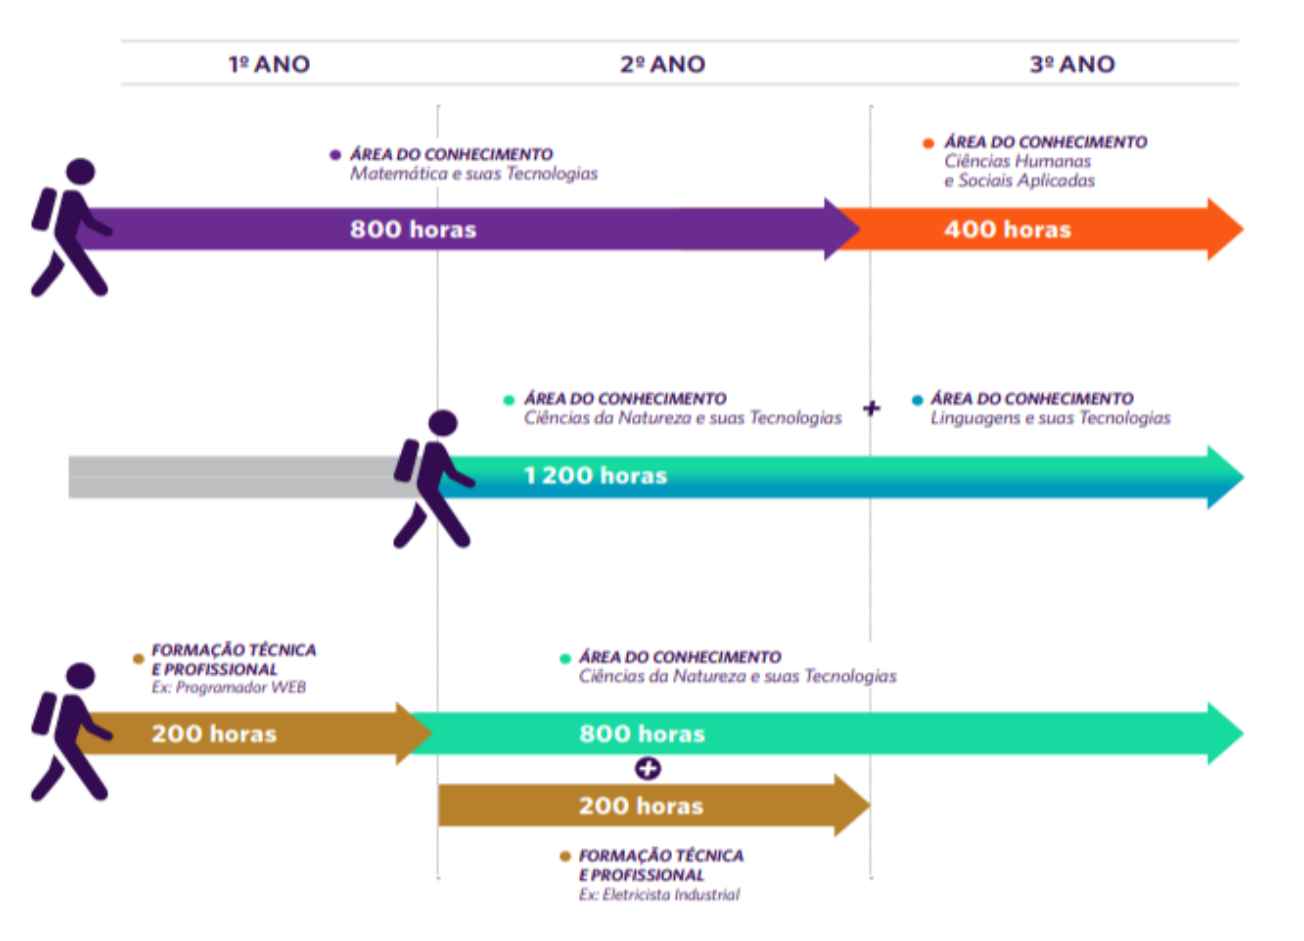 1º ANO
2º ANO
3º ANO
ÁREA DO CONHECIMENTO
Matemática e suas Tecnologias
ÁREA DO CONHECIMENTO
Ciências Humanas
e Sociais Aplicadas
800 horas
400 horas
ÁREA DO CONHECIMENTO
Ciências da Natureza e suas Tecnologias
+
ÁREA DO CONHECIMENTO
Linguagens e suas Tecnologias
1 200 horas
FORMAÇÃO TÉCNICA
E PROFISSIONAL
Ex: Programador WEB
ÁREA DO CONHECIMENTO
Ciências da Natureza e suas Tecnologias
200 horas
800 horas
+
200 horas
FORMAÇÃO TÉCNICA
E PROFISSIONAL
Ex: Eletricista Industrial